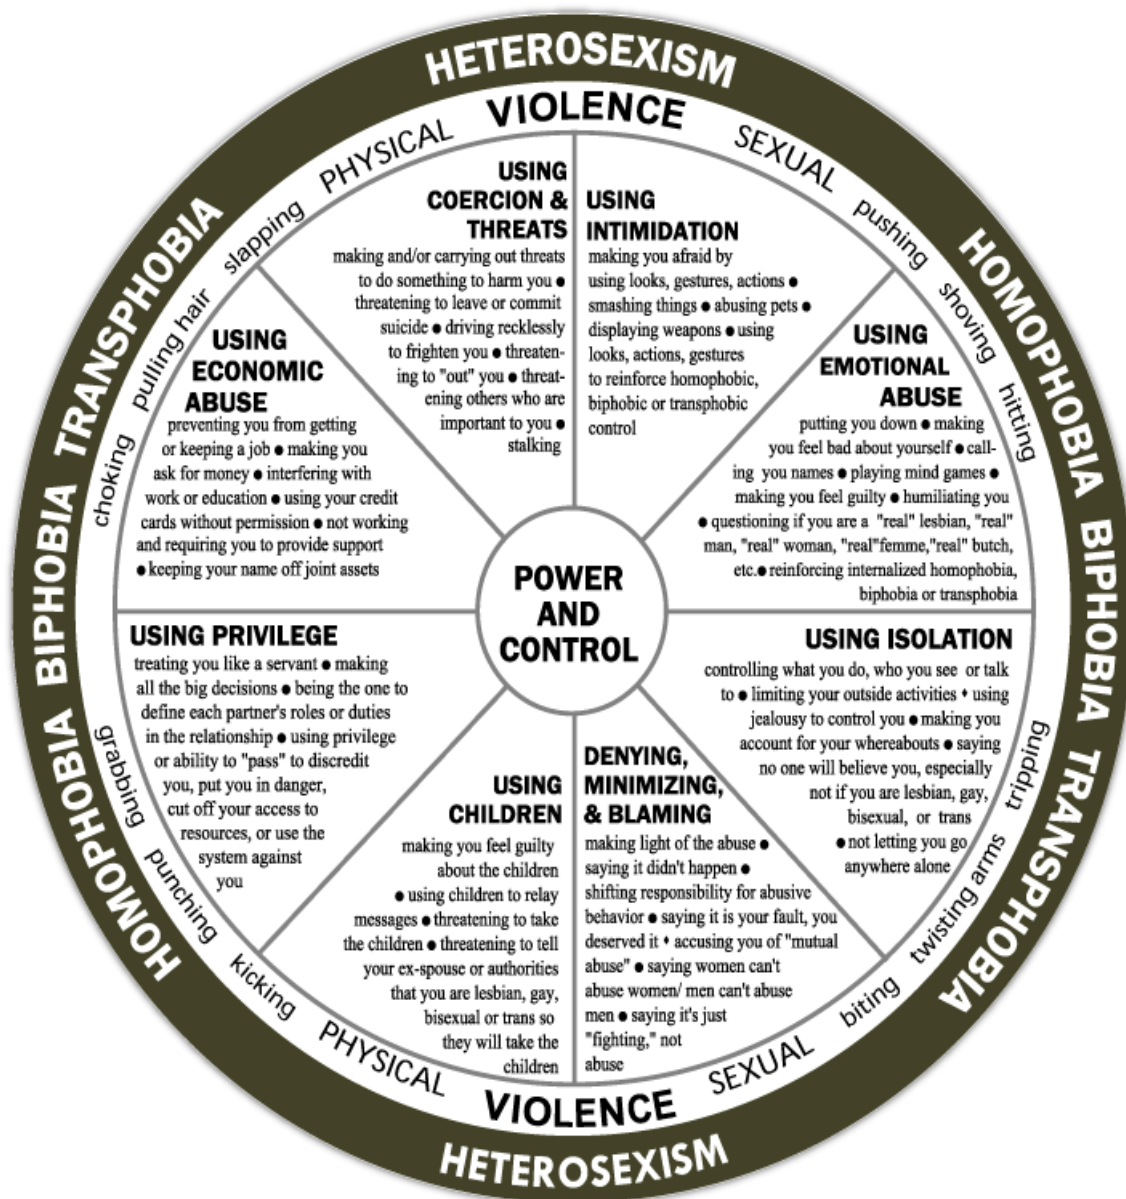 HETEROSEXISM
HOMOPHOBIA BIPHOBIA TRANSPHOBIA
HETEROSEXISM
HOMOPHOBIA BIPHOBIA TRANSPHOBIA
PHYSICAL VIOLENCE SEXUAL
pushing
shoving
hitting
tripping
twisting arms
biting
PHYSICAL VIOLENCE SEXUAL
kicking
punching
grabbing
choking
pulling hair
slapping
USING
COERCION &
THREATS
making and/or carrying out threats
to do something to harm you ●
threatening to leave or commit
suicide ● driving recklessly
to frighten you ● threaten-
ing to "out" you ● threat-
ening others who are
important to you ●
stalking
USING
INTIMIDATION
making you afraid by
using looks, gestures, actions ●
smashing things ● abusing pets ●
displaying weapons ● using
looks, actions, gestures
to reinforce homophobic,
biphobic or transphobic
control
USING
EMOTIONAL
ABUSE
putting you down ● making
you feel bad about yourself ● call-
ing you names ● playing mind games ●
making you feel guilty ● humiliating you
● questioning if you are a "real" lesbian, "real"
man, "real" woman, "real"femme,"real" butch,
etc.● reinforcing internalized homophobia,
biphobia or transphobia
USING ISOLATION
controlling what you do, who you see or talk
to ● limiting your outside activities ♦ using
jealousy to control you ● making you
account for your whereabouts ● saying
no one will believe you, especially
not if you are lesbian, gay,
bisexual, or trans
● not letting you go
anywhere alone
DENYING,
MINIMIZING,
& BLAMING
making light of the abuse ●
saying it didn't happen ●
shifting responsibility for abusive
behavior ● saying it is your fault, you
deserved it ♦ accusing you of "mutual
abuse" ● saying women can't
abuse women/ men can't abuse
men ● saying it's just
"fighting," not
abuse
USING
CHILDREN
making you feel guilty
about the children
● using children to relay
messages ● threatening to take
the children ● threatening to tell
your ex-spouse or authorities
that you are lesbian, gay,
bisexual or trans so
they will take the
children
USING PRIVILEGE
treating you like a servant ● making
all the big decisions ● being the one to
define each partner's roles or duties
in the relationship ● using privilege
or ability to "pass" to discredit
you, put you in danger,
cut off your access to
resources, or use the
system against
you
USING
ECONOMIC
ABUSE
preventing you from getting
or keeping a job ● making you
ask for money ● interfering with
work or education ● using your credit
cards without permission ● not working
and requiring you to provide support
● keeping your name off joint assets
POWER
AND
CONTROL